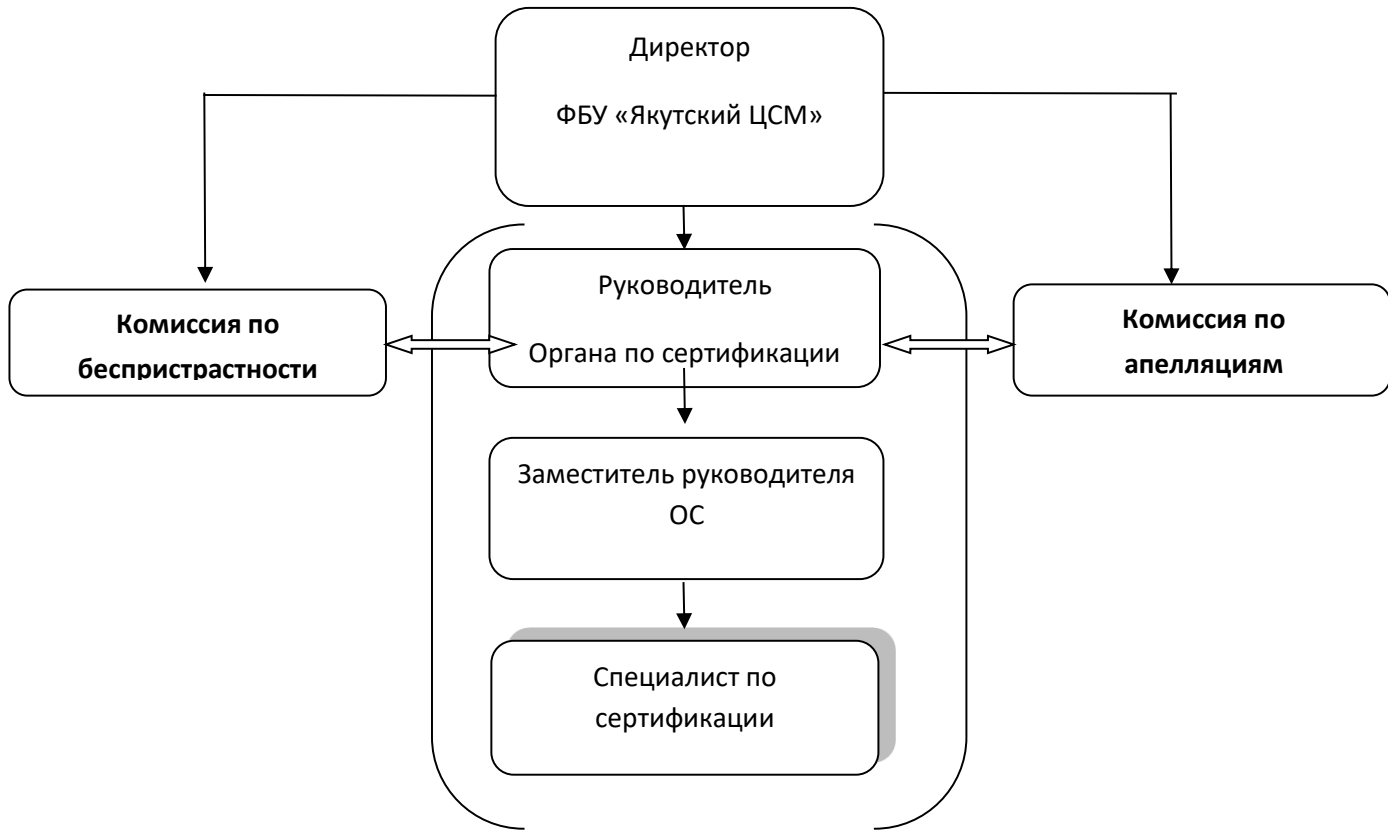 Директор
ФБУ «Якутский ЦСМ»
Руководитель
Органа по сертификации
Комиссия по
беспристрастности
Комиссия по
апелляциям
Заместитель руководителя
ОС
Специалист по
сертификации